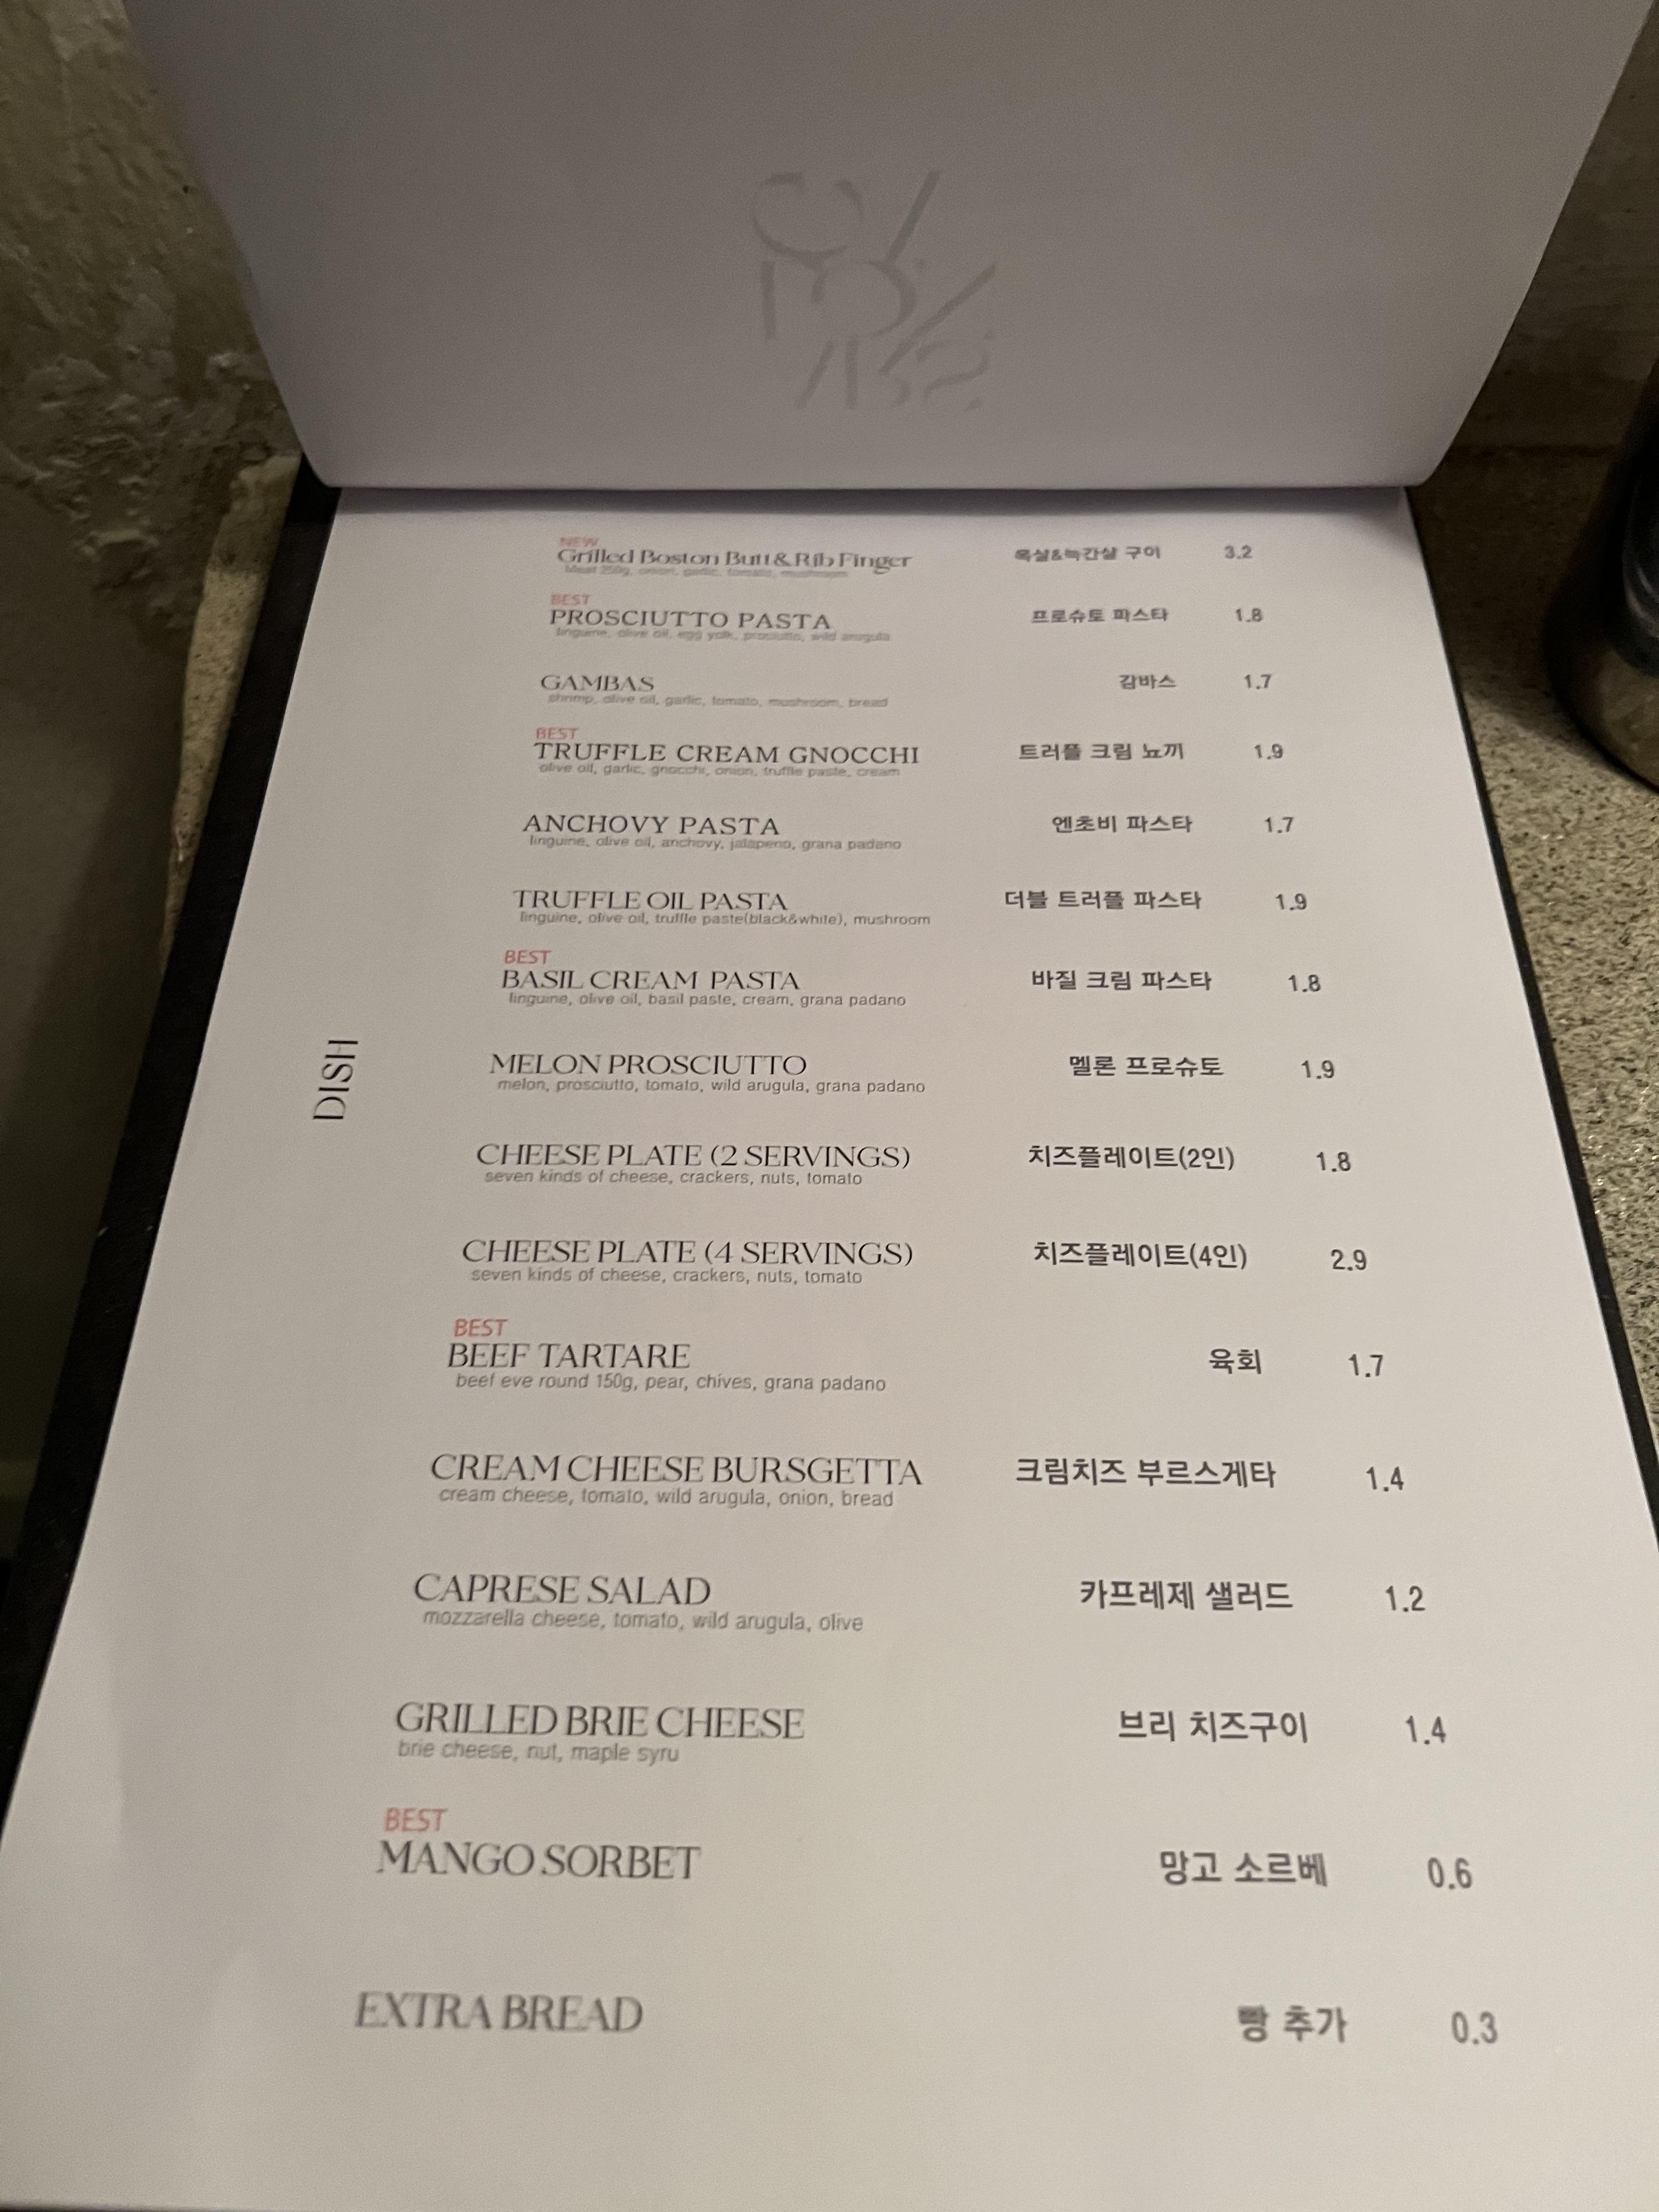 DISH
NEW
Grilled Boston Butt & Rib Finger 목살&늑간살 구이 3.2
Meat 250g, onion, garlic, tomato, mushroom
BEST
PROSCIUTTO PASTA 프로슈토 파스타 1.8
linguine, olive oil, egg yolk, prosiutto, wild arugula
GAMBAS 감바스 1.7
shrimp, olive oil, garlic, tomato, mushroom, bread
BEST
TRUFFLE CREAM GNOCCHI 트러플 크림 뇨끼 1.9
olive oil, garlic, gnocchi, onion, truffle paste, cream
ANCHOVY PASTA 엔초비 파스타 1.7
linguine, olive oil, anchovy, jalapeno, grana padano
TRUFFLE OIL PASTA 더블 트러플 파스타 1.9
linguine, olive oil, truffle paste(black&white), mushroom
BEST
BASIL CREAM PASTA 바질 크림 파스타 1.8
linguine, olive oil, basil paste, cream, grana padano
MELON PROSCIUTTO 멜론 프로슈토 1.9
melon, prosciutto, tomato, wild arugula, grana padano
CHEESE PLATE (2 SERVINGS) 치즈플레이트(2인) 1.8
seven kinds of cheese, crackers, nuts, tomato
CHEESE PLATE (4 SERVINGS) 치즈플레이트(4인) 2.9
seven kinds of cheese, crackers, nuts, tomato
BEST
BEEF TARTARE 육회 1.7
beef eve round 150g, pear, chives, grana padano
CREAM CHEESE BURSGETTA 크림치즈 부르스게타 1.4
cream cheese, tomato, wild arugula, onion, bread
CAPRESE SALAD 카프레제 샐러드 1.2
mozzarella cheese, tomato, wild arugula, olive
GRILLED BRIE CHEESE 브리 치즈구이 1.4
brie cheese, nut, maple syru
BEST
MANGO SORBET 망고 소르베 0.6
EXTRA BREAD 빵 추가 0.3